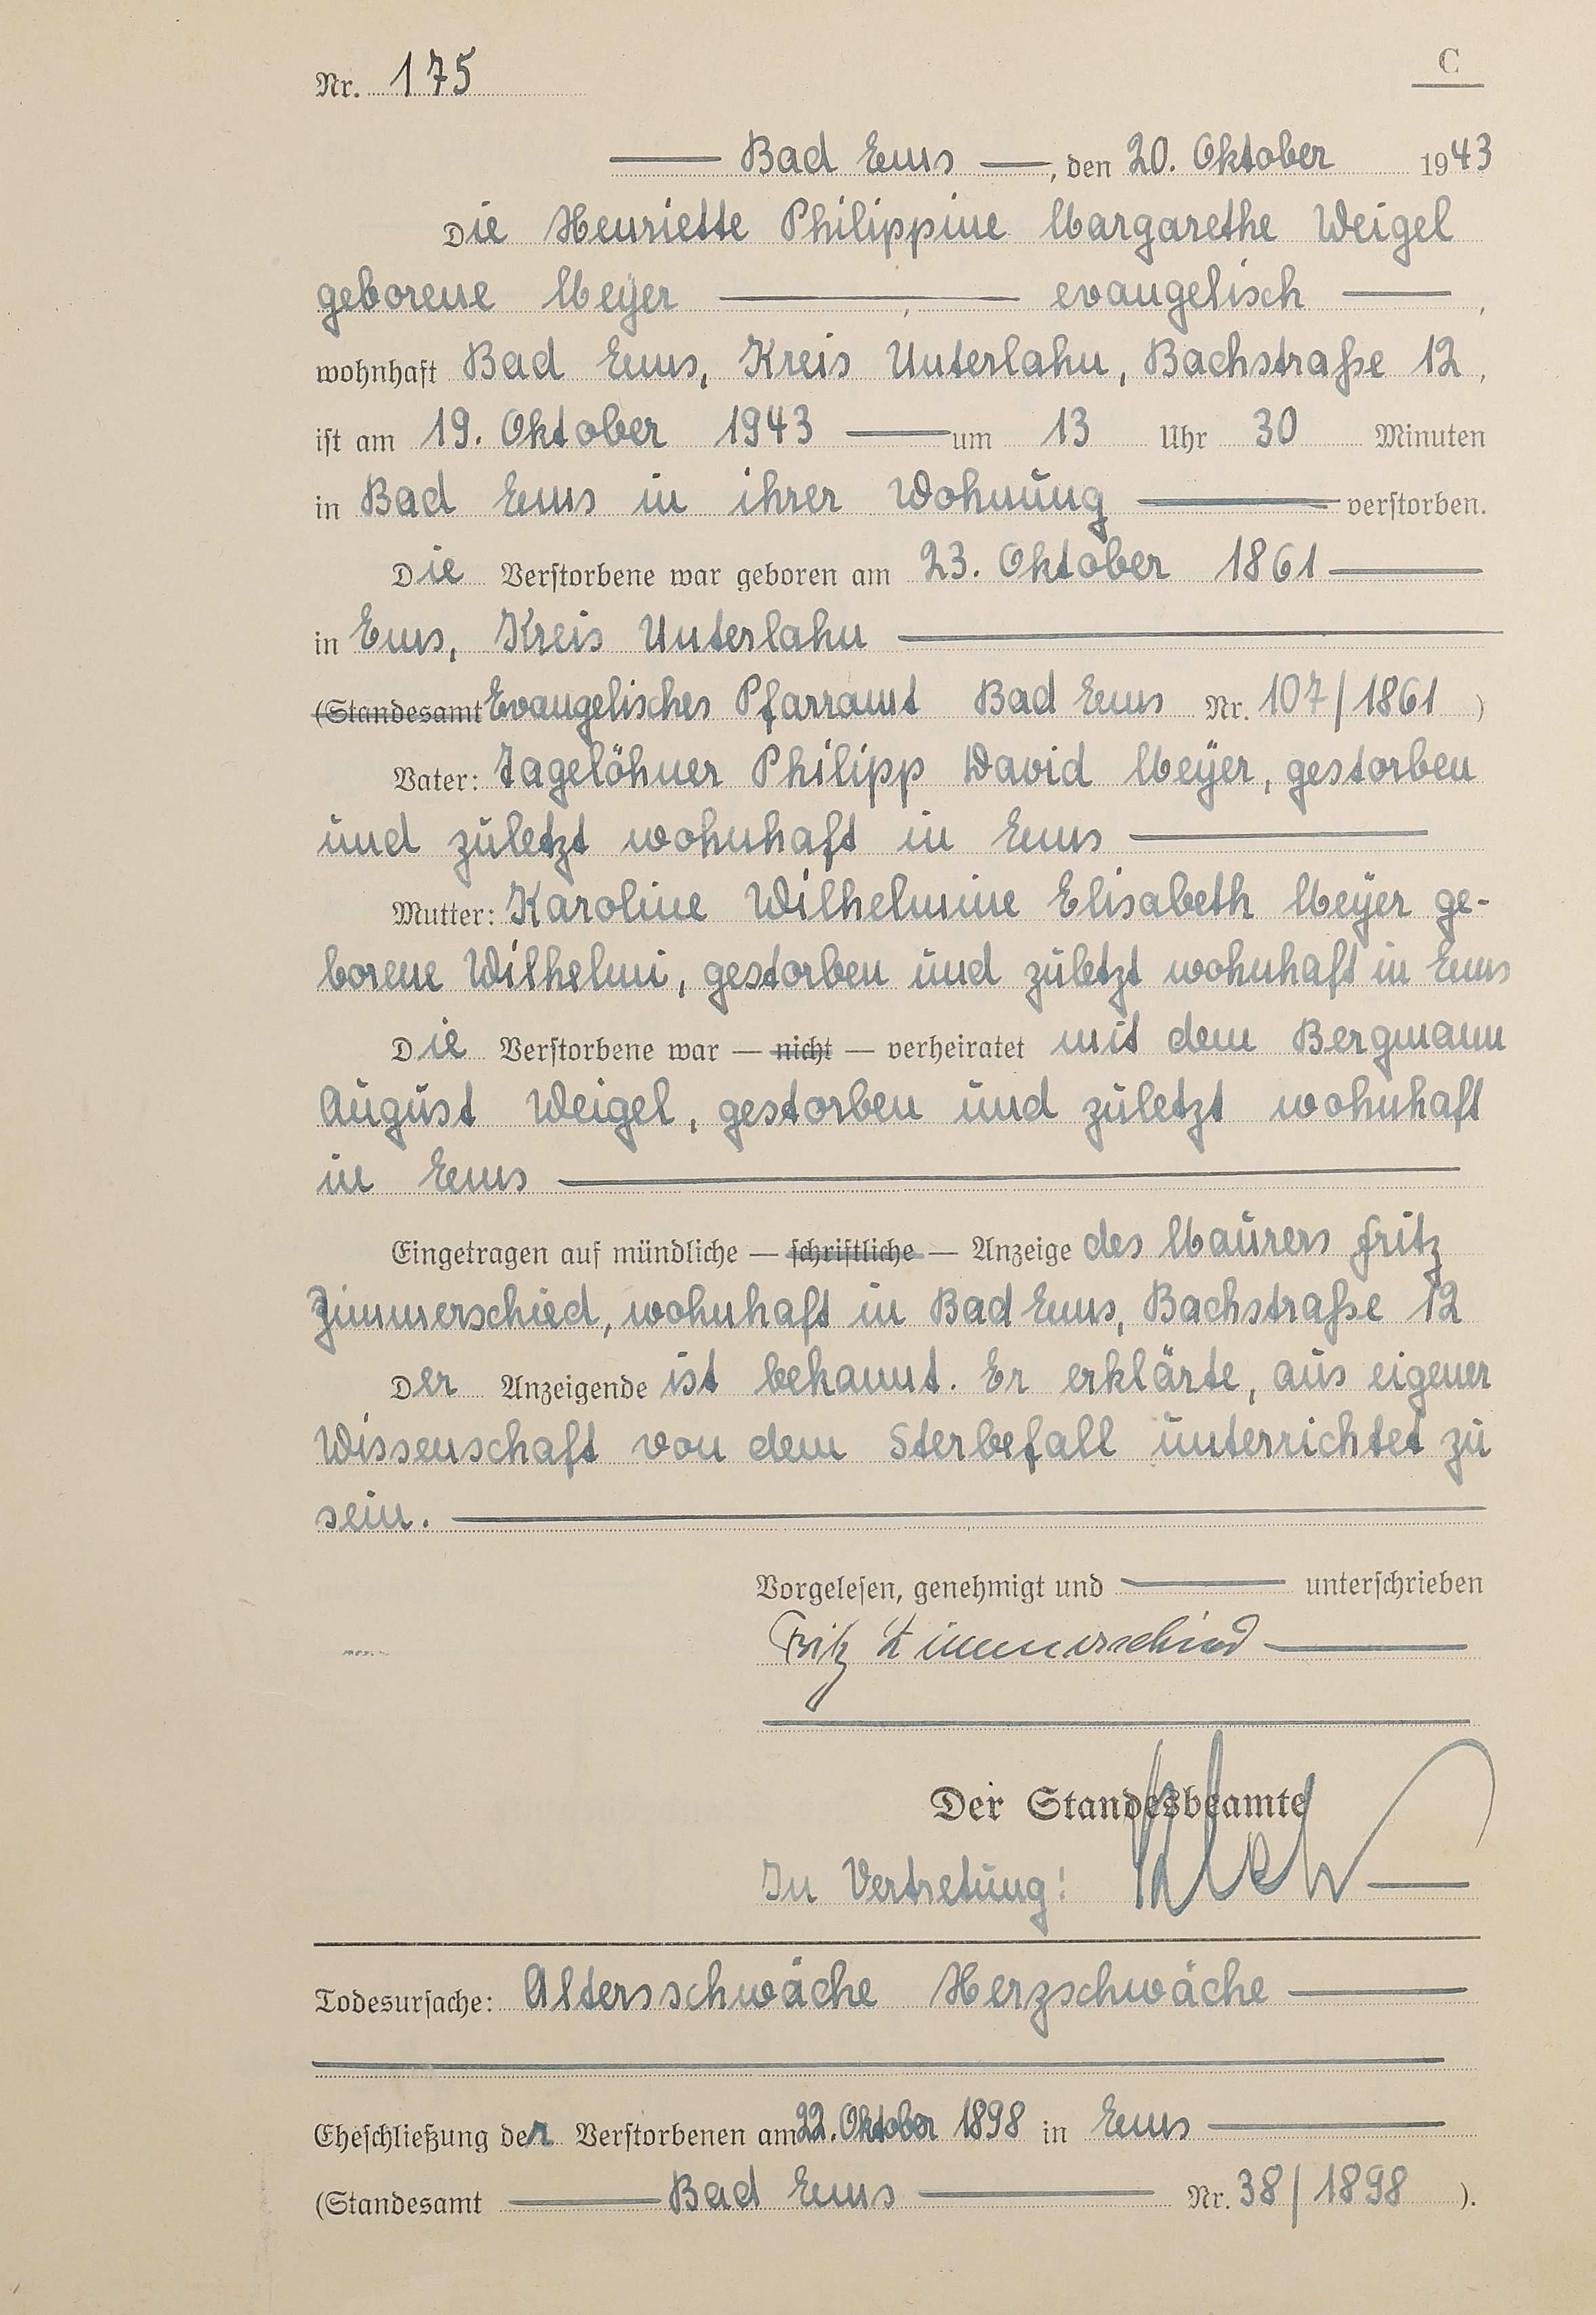 Nr. 175
C
Bad Ems, den 20. Oktober 1943
Die Henriette Philippine Margarethe Weigel
geborene Meyer, evangelisch,
wohnhaft Bad Ems, Kreis Unterlahn, Bachstraße 12,
ist am 19. Oktober 1943 um 13 Uhr 30 Minuten
in Bad Ems in ihrer Wohnung verstorben.
Die Verstorbene war geboren am 23. Oktober 1861
in Ems, Kreis Unterlahn
(Standesamt Evangelisches Pfarramt Bad Ems Nr. 107/1861)
Vater: Tagelöhner Philipp David Meyer, gestorben
und zuletzt wohnhaft in Ems
Mutter: Karoline Wilhelmine Elisabeth Meyer ge-
borene Wilhelmi, gestorben und zuletzt wohnhaft in Ems
Die Verstorbene war — nicht — verheiratet mit dem Bergmann
August Weigel, gestorben und zuletzt wohnhaft
in Ems
Eingetragen auf mündliche — schriftliche — Anzeige des Maurers Fritz
Zimmerschied, wohnhaft in Bad Ems, Bachstraße 12
Der Anzeigende ist bekannt. Er erklärte, aus eigener
Wissenschaft von dem Sterbefall unterrichtet zu
sein.
Vorgelesen, genehmigt und unterschrieben
Fritz Zimmerschied
Der Standesbeamte
In Vertretung:
Todesursache: Altersschwäche Herzschwäche
Eheschließung der Verstorbenen am 22. Oktober 1898 in Ems
(Standesamt Bad Ems Nr. 38/1898).